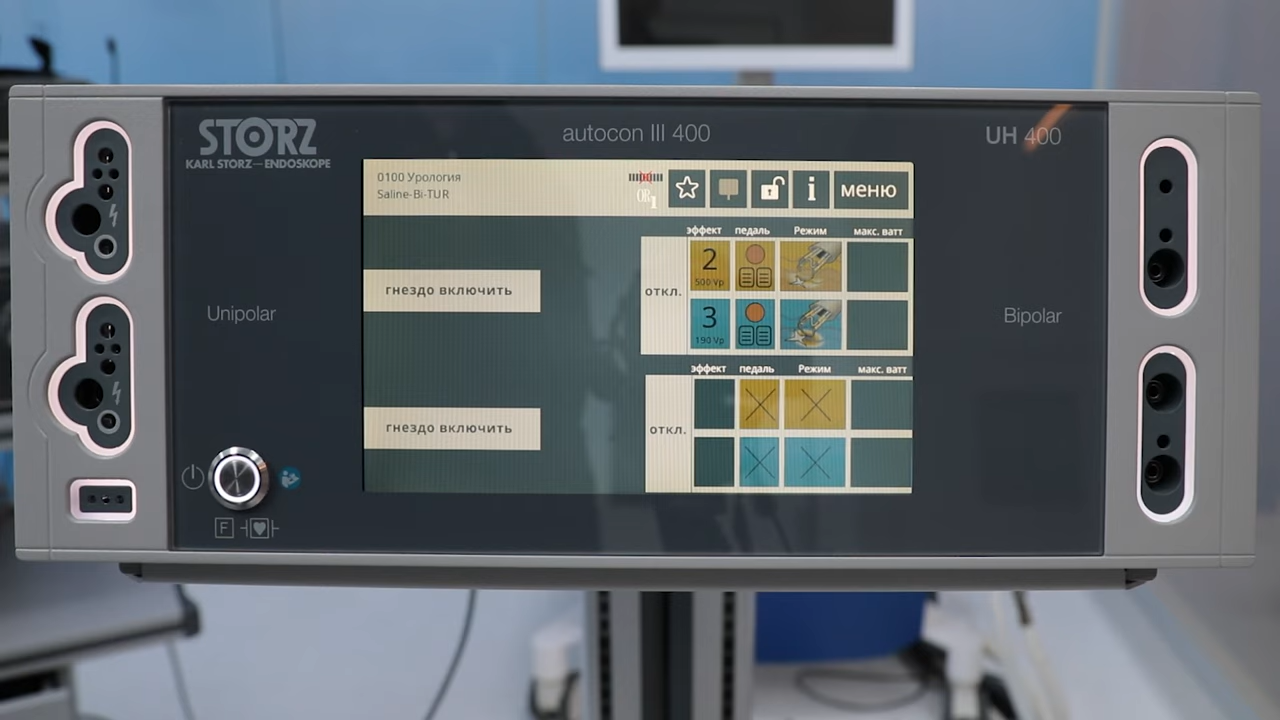 STORZ
KARL STORZ—ENDOSKOPE
autocon III 400
UH 400
0100 Урология
Saline-Bi-TUR
OR1
i
меню
эффект педаль Режим макс. ватт
гнездо включить
откл.
2
500 Vp
3
190 Vp
эффект педаль Режим макс. ватт
гнездо включить
откл.
Unipolar
Bipolar
F